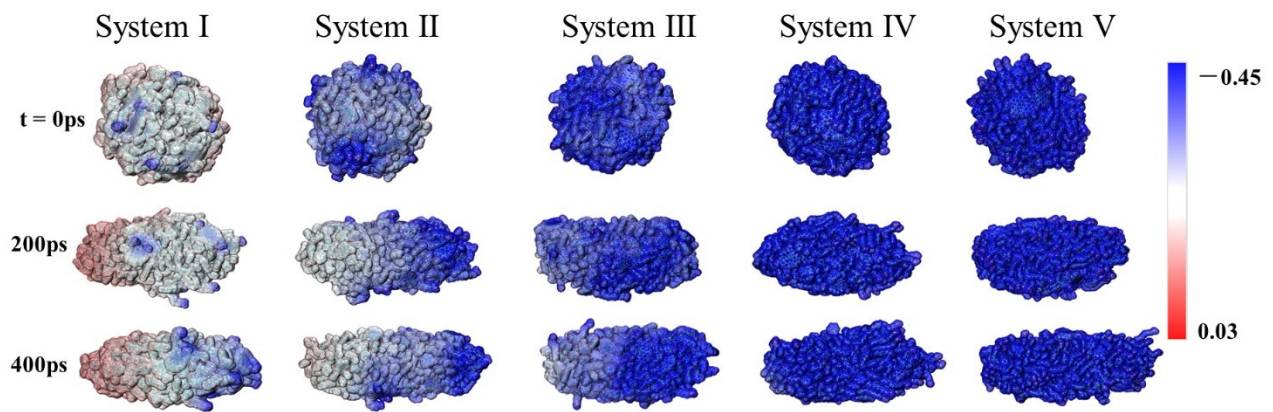 System I System II System III System IV System V
−0.45
t = 0ps
200ps
0.03
400ps